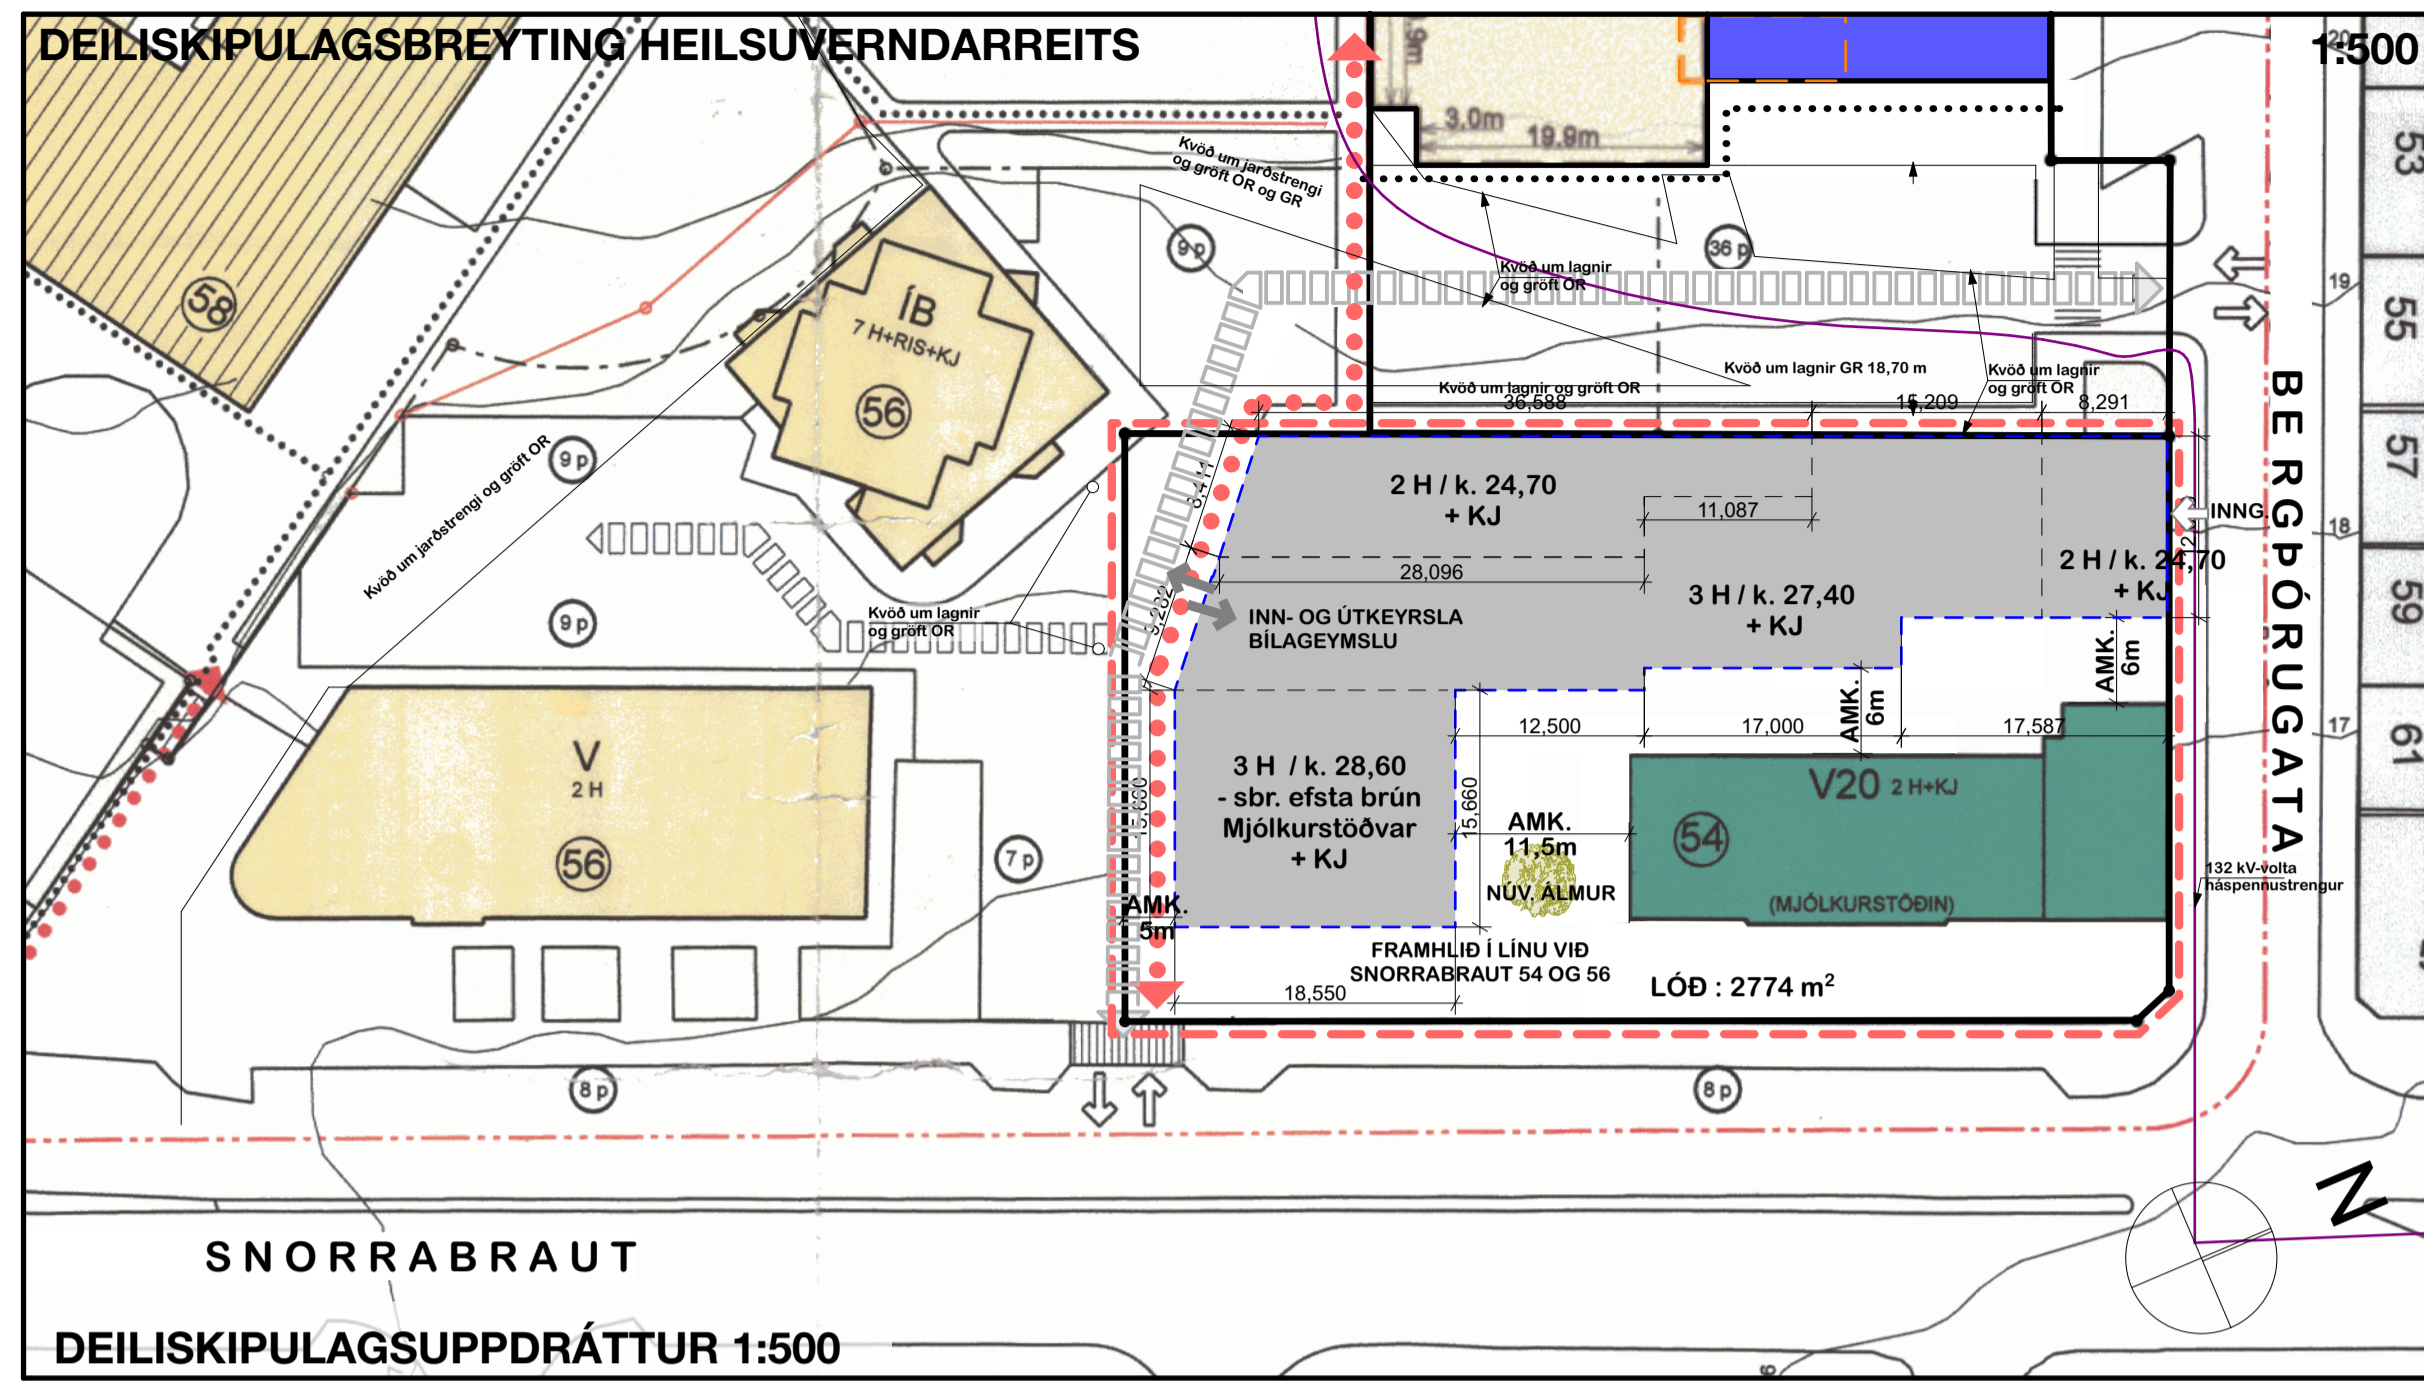 DEILISKIPULAGSBREYTING HEILSUVERNDARREITS
1:500
20
3.0m
19.9m
Kvöð um jarðstrengi
og gröft OR og GR
53
9 p
36 p
58
ÍB
7 H+RIS+KJ
56
Kvöð um lagnir
og gröft OR
19
55
Kvöð um lagnir GR 18,70 m
Kvöð um lagnir
og gröft OR
Kvöð um lagnir og gröft OR
36,588
15,209
8,291
BERGÞÓRUGATA
57
9 p
Kvöð um jarðstrengi og gröft OR
2 H / k. 24,70
+ KJ
11,087
INNG.
18
28,096
2 H / k. 24,70
+ KJ
3 H / k. 27,40
+ KJ
59
9 p
Kvöð um lagnir
og gröft OR
INN- OG ÚTKEYRSLA
BÍLAGEYMSLU
AMK.
6m
AMK.
6m
12,500
17,000
17,587
17
61
V
2 H
56
3 H / k. 28,60
- sbr. efsta brún
Mjólkurstöðvar
+ KJ
15,660
15,660
V20 2 H+KJ
54
(MJÓLKURSTÖÐIN)
AMK.
11,5m
NÚV. ÁLMUR
7 p
132 kV-volta
háspennustrengur
AMK.
5m
FRAMHLIÐ Í LÍNU VIÐ
SNORRABRAUT 54 OG 56
18,550
LÓÐ : 2774 m²
8 p
8 p
N
SNORRABRAUT
DEILISKIPULAGSUPPDRÁTTUR 1:500